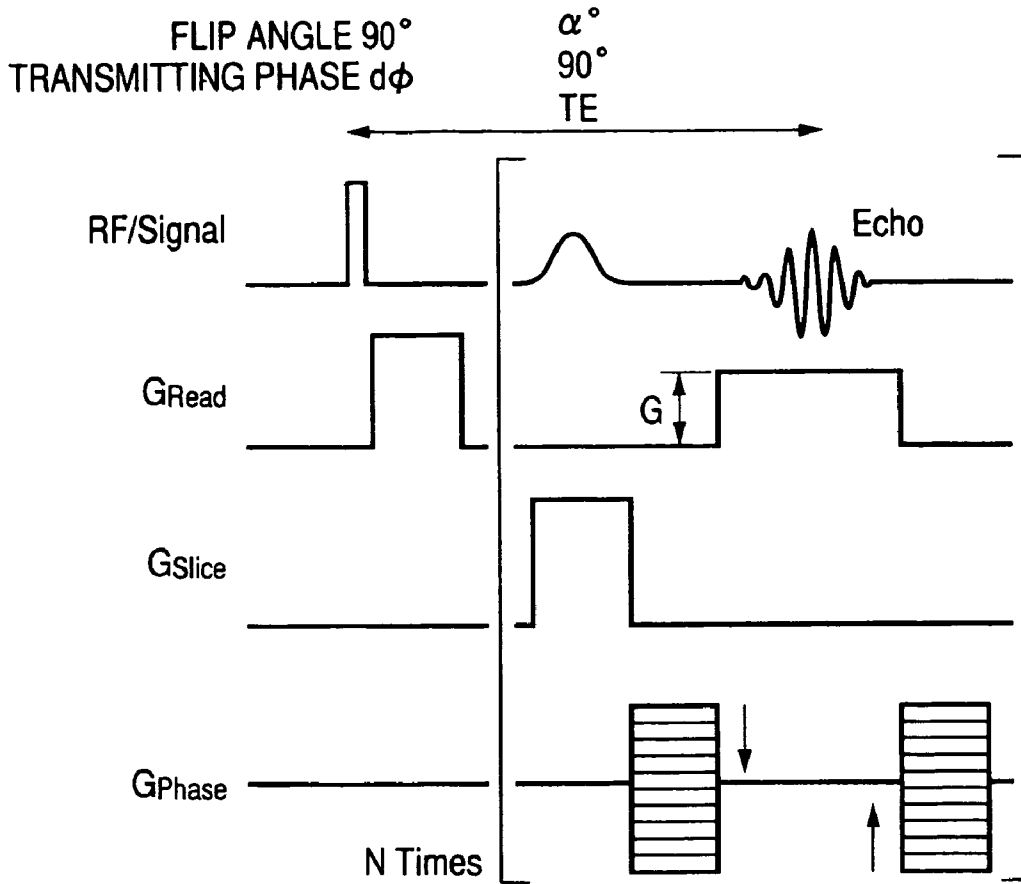 FLIP ANGLE 90° α°
TRANSMITTING PHASE dϕ 90°
TE
RF/Signal
Echo
GRead
G
GSlice
GPhase
N Times